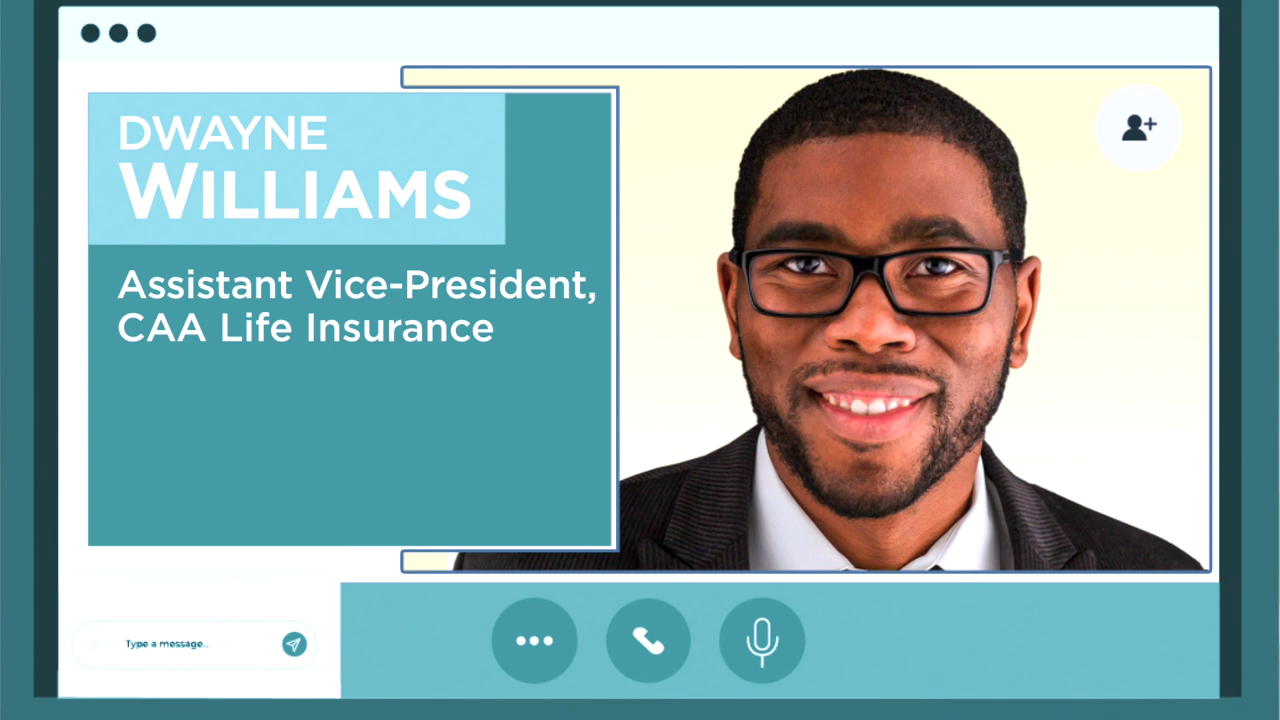 DWAYNE
WILLIAMS
Assistant Vice-President,
CAA Life Insurance
Type a message...